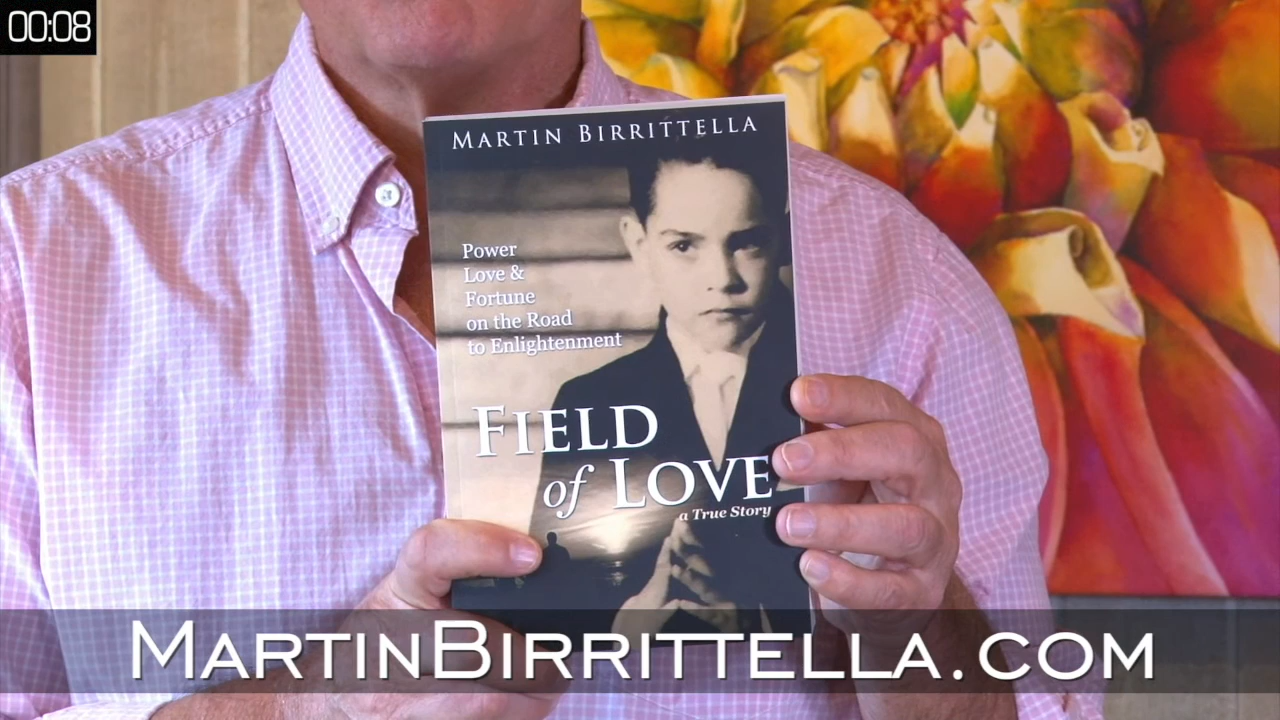 00:08
MARTIN BIRRITTELLA
Power
Love &
Fortune
on the Road
to Enlightenment
FIELD
of LOVE
a True Story
MARTINBIRRITTELLA.COM